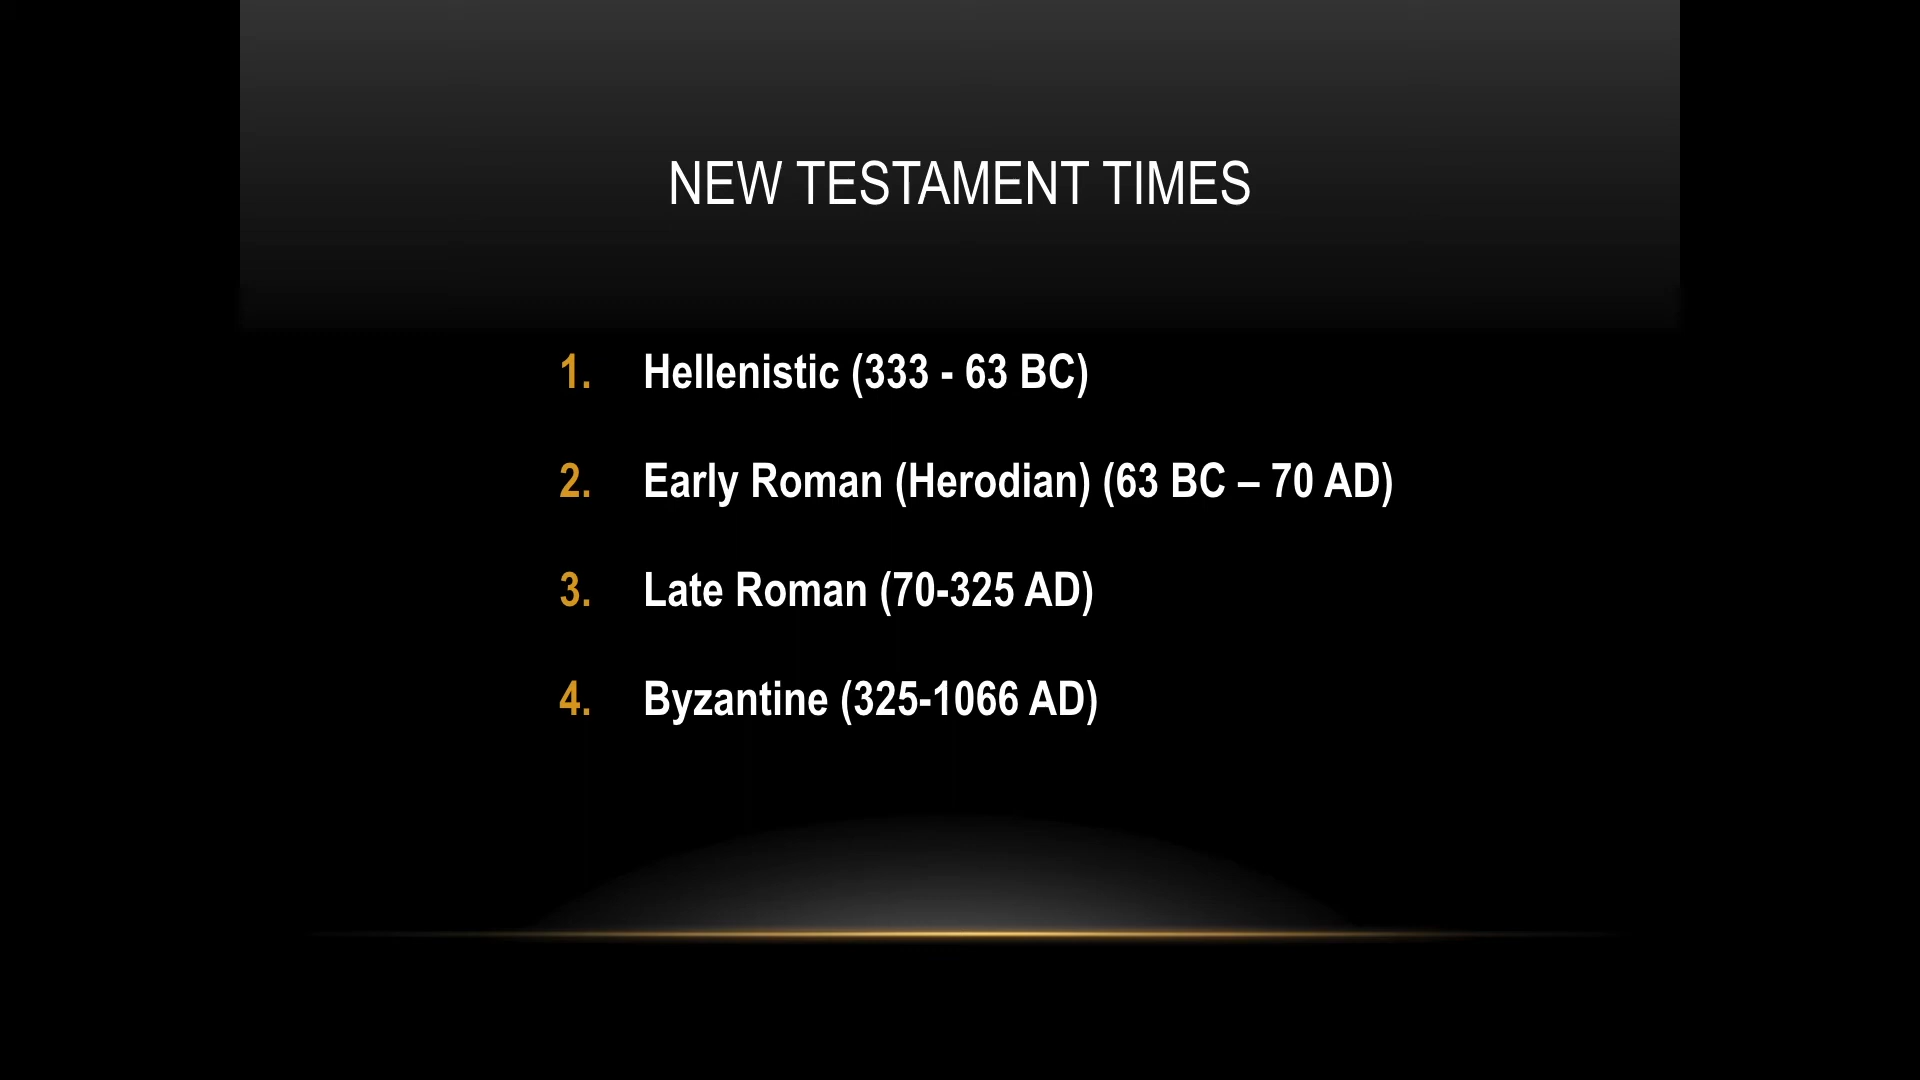 NEW TESTAMENT TIMES
1. Hellenistic (333 - 63 BC)
2. Early Roman (Herodian) (63 BC – 70 AD)
3. Late Roman (70-325 AD)
4. Byzantine (325-1066 AD)